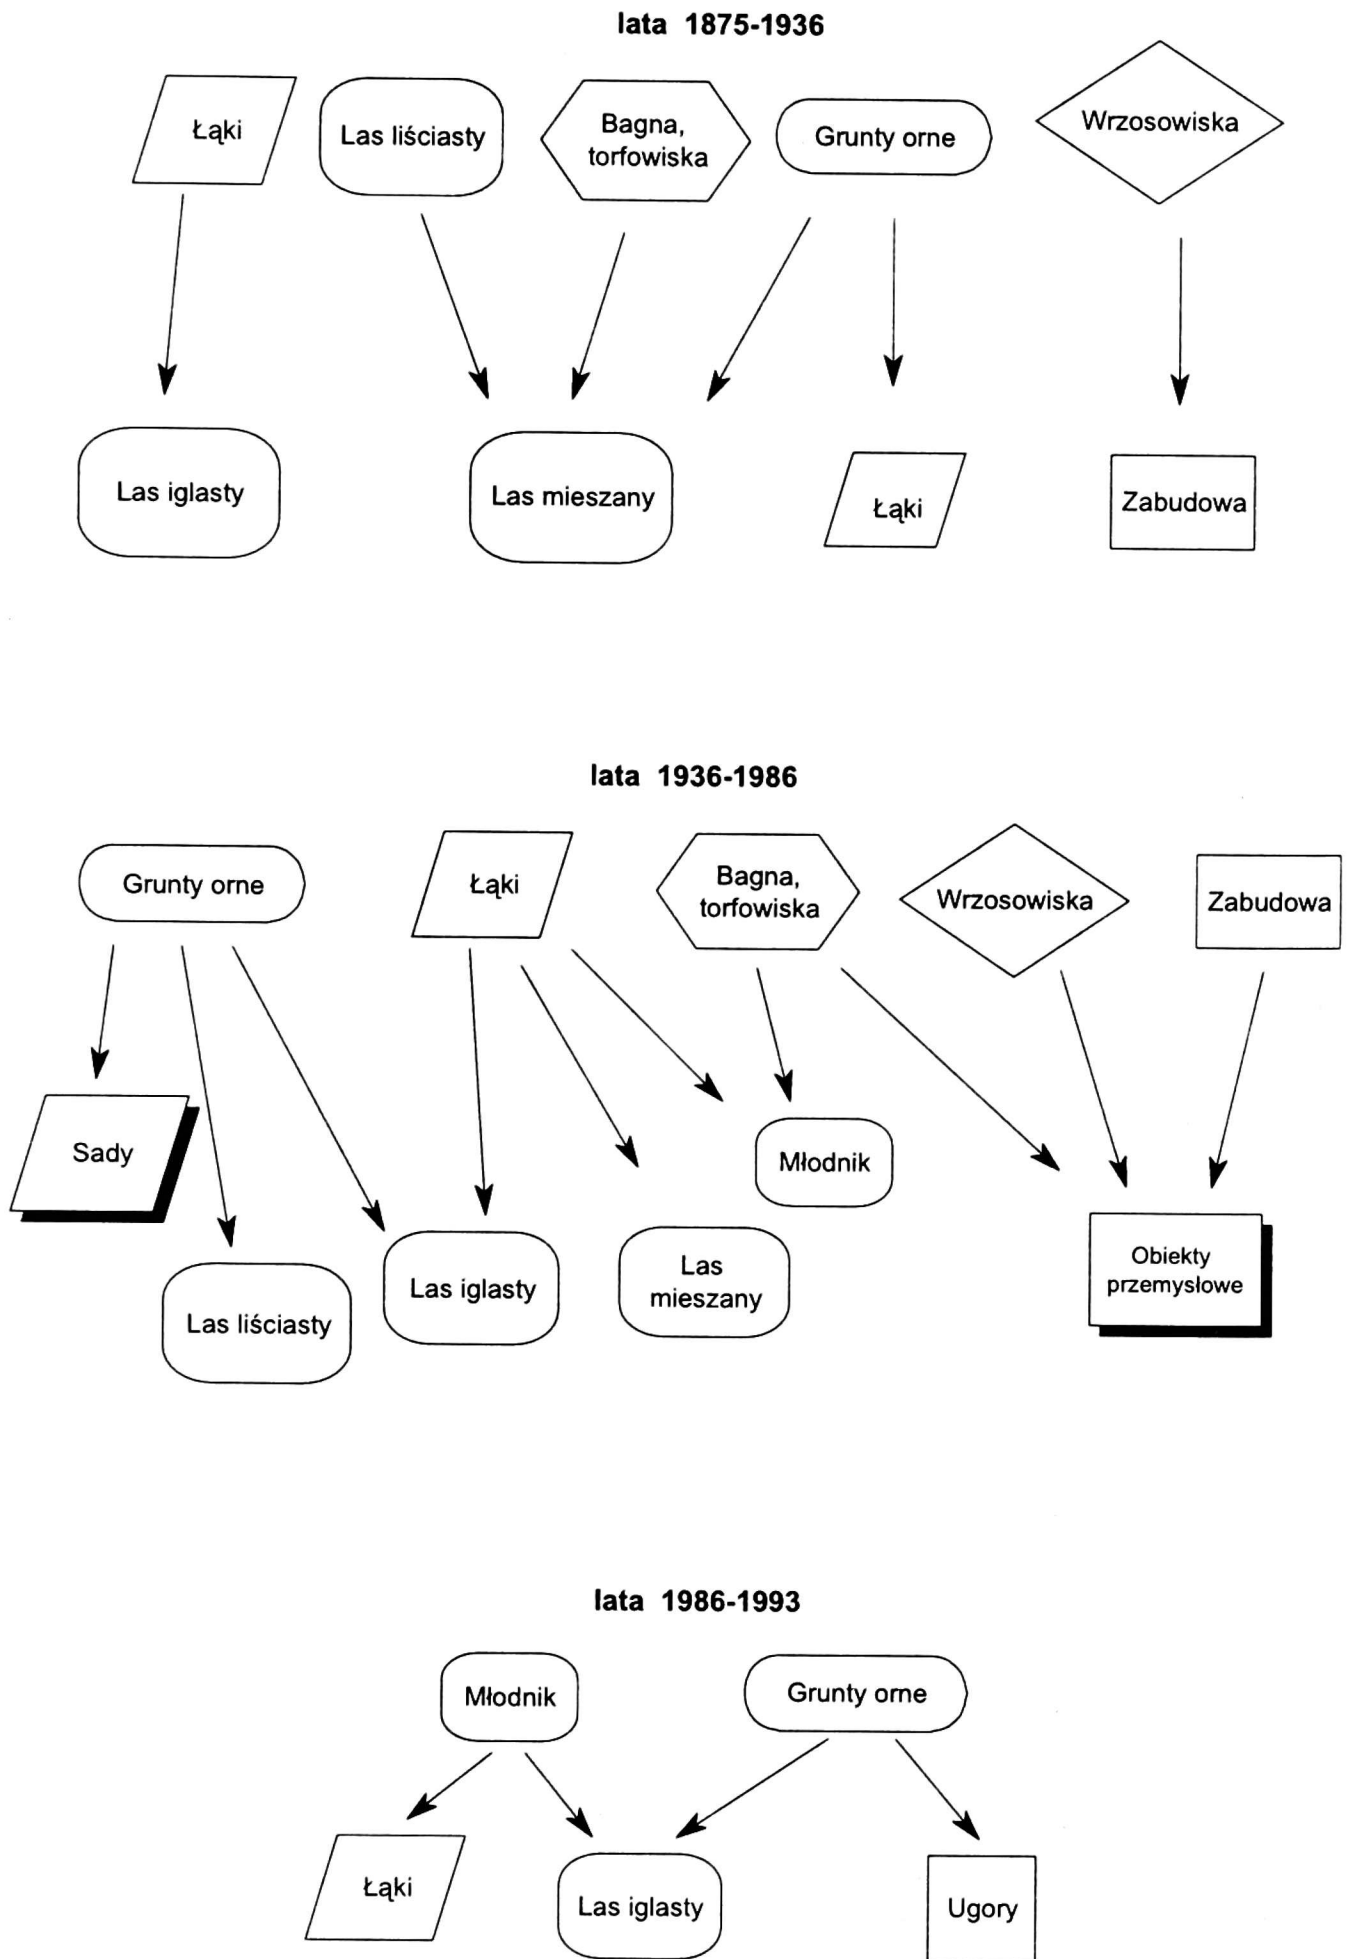 lata 1875-1936
Łąki
Las liściasty
Bagna,
torfowiska
Grunty orne
Wrzosowiska
Las iglasty
Las mieszany
Łąki
Zabudowa
lata 1936-1986
Grunty orne
Łąki
Bagna,
torfowiska
Wrzosowiska
Zabudowa
Sady
Las liściasty
Las iglasty
Las
mieszany
Młodnik
Obiekty
przemysłowe
lata 1986-1993
Młodnik
Grunty orne
Łąki
Las iglasty
Ugory